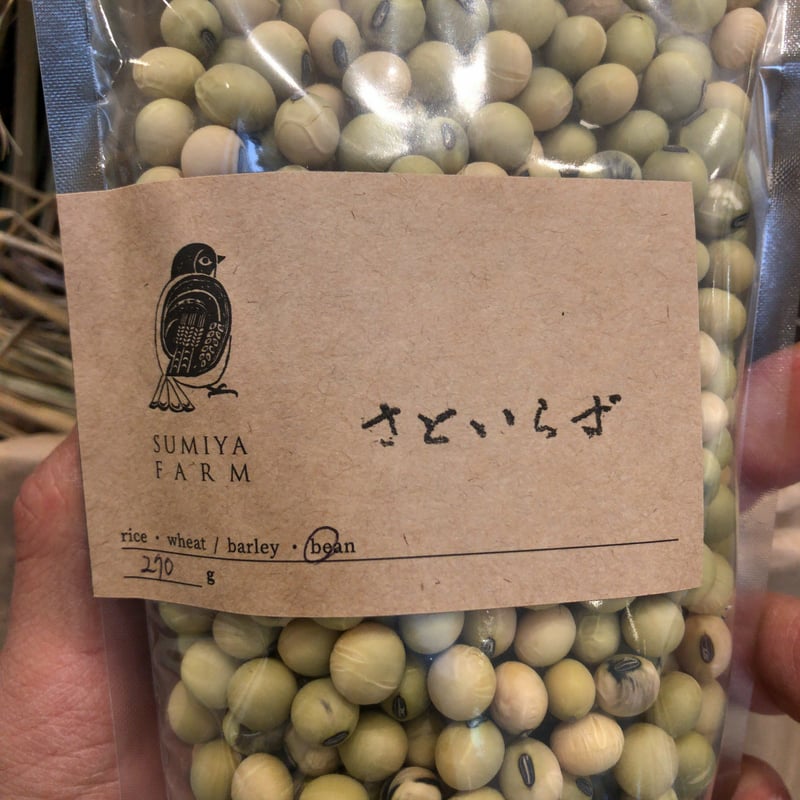 SUMIYA
FARM
さといらず
rice・wheat / barley・bean
270 g